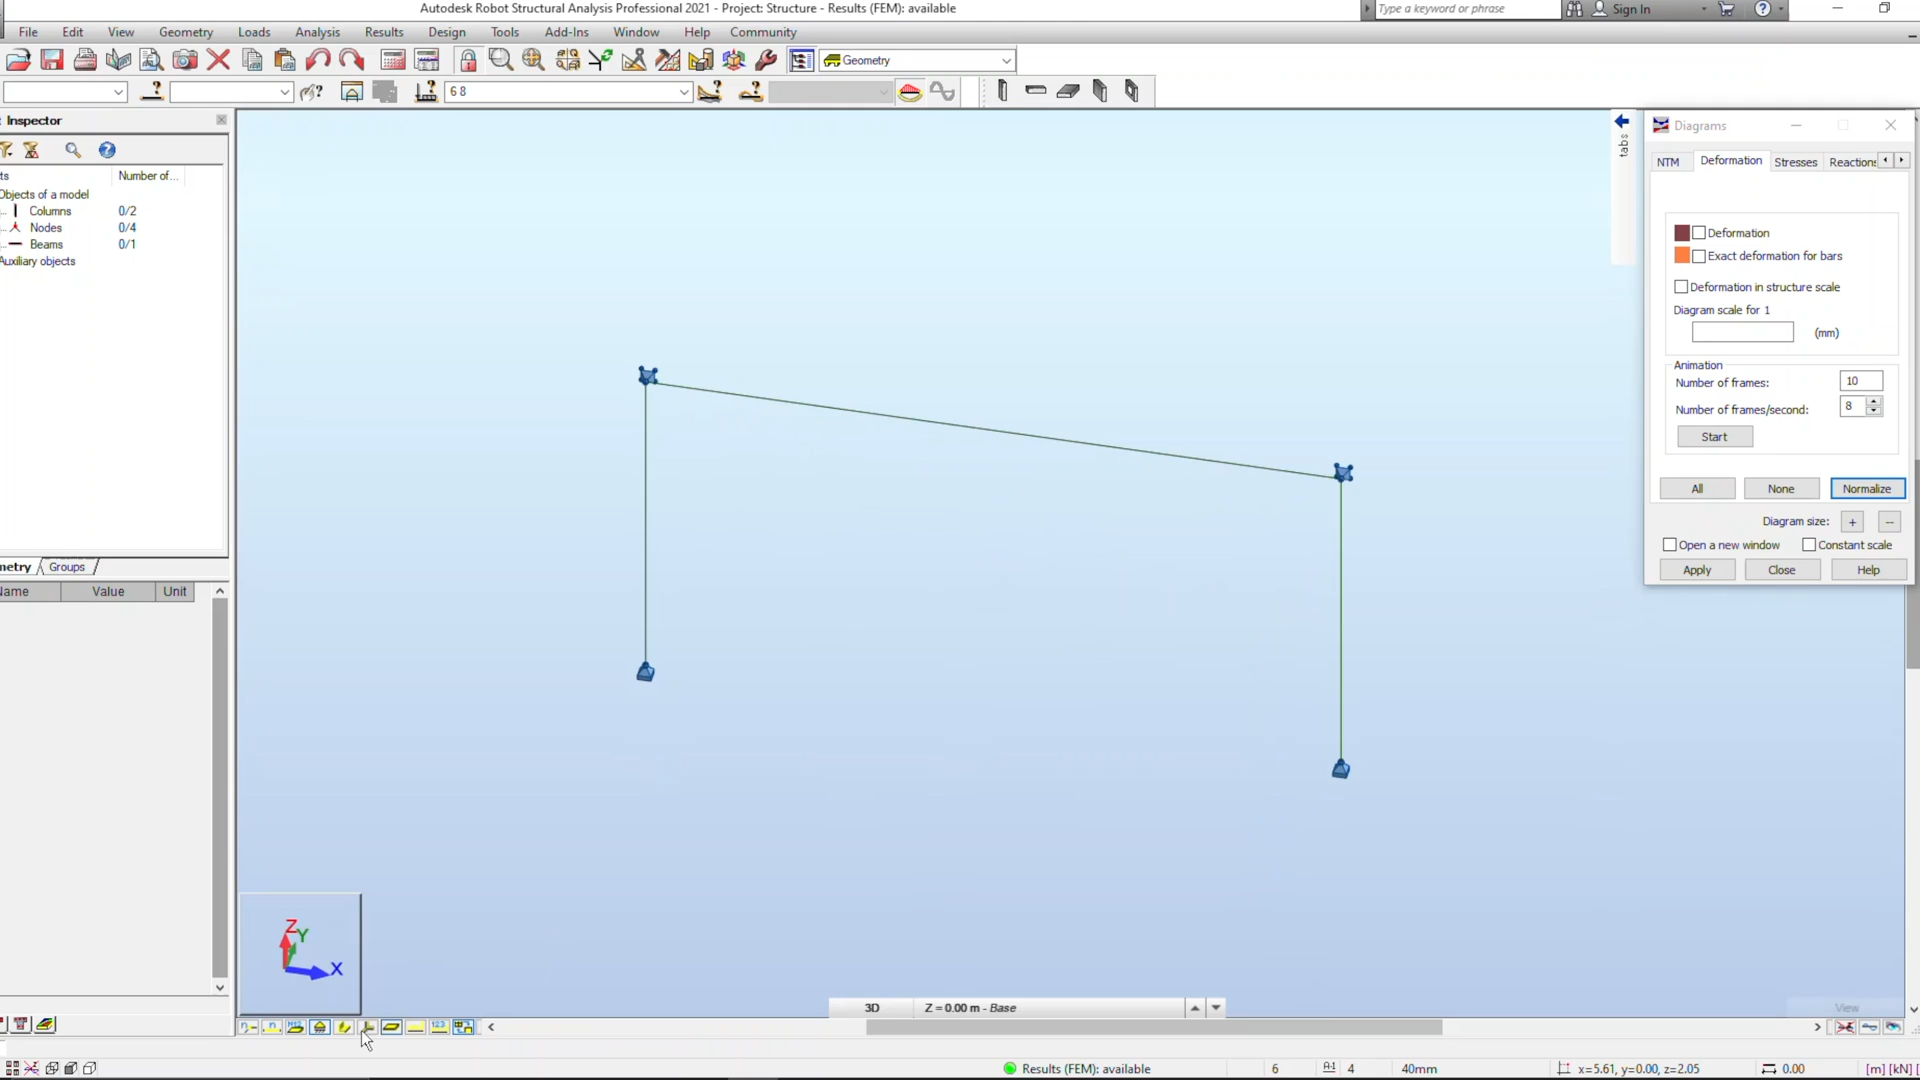 Autodesk Robot Structural Analysis Professional 2021 - Project: Structure - Results (FEM): available
Type a keyword or phrase
Sign In
File Edit View Geometry Loads Analysis Results Design Tools Add-Ins Window Help Community
Geometry
6 8
Inspector
Diagrams
tabs
NTM Deformation Stresses Reactions
ts Number of...
Objects of a model
Columns 0/2
Nodes 0/4
Beams 0/1
Auxiliary objects
Deformation
Exact deformation for bars
Deformation in structure scale
Diagram scale for 1
(mm)
Animation
Number of frames: 10
Number of frames/second: 8
Start
All None Normalize
Diagram size: + --
Open a new window Constant scale
Apply Close Help
metry Groups
Name Value Unit
Z
Y
X
3D Z = 0.00 m - Base
View
Results (FEM): available 6 4 40mm x=5.61, y=0.00, z=2.05 0.00 [m] [kN] [